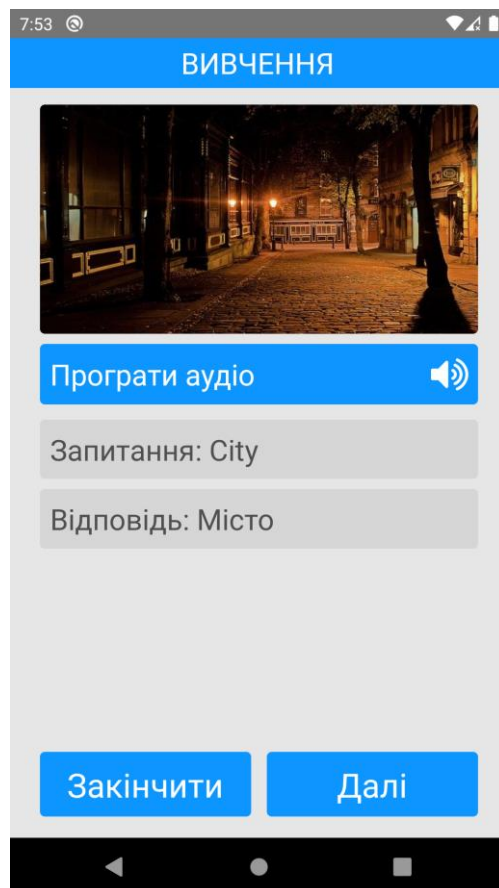 7:53
ВИВЧЕННЯ
Програти аудіо
Запитання: City
Відповідь: Місто
Закінчити
Далі